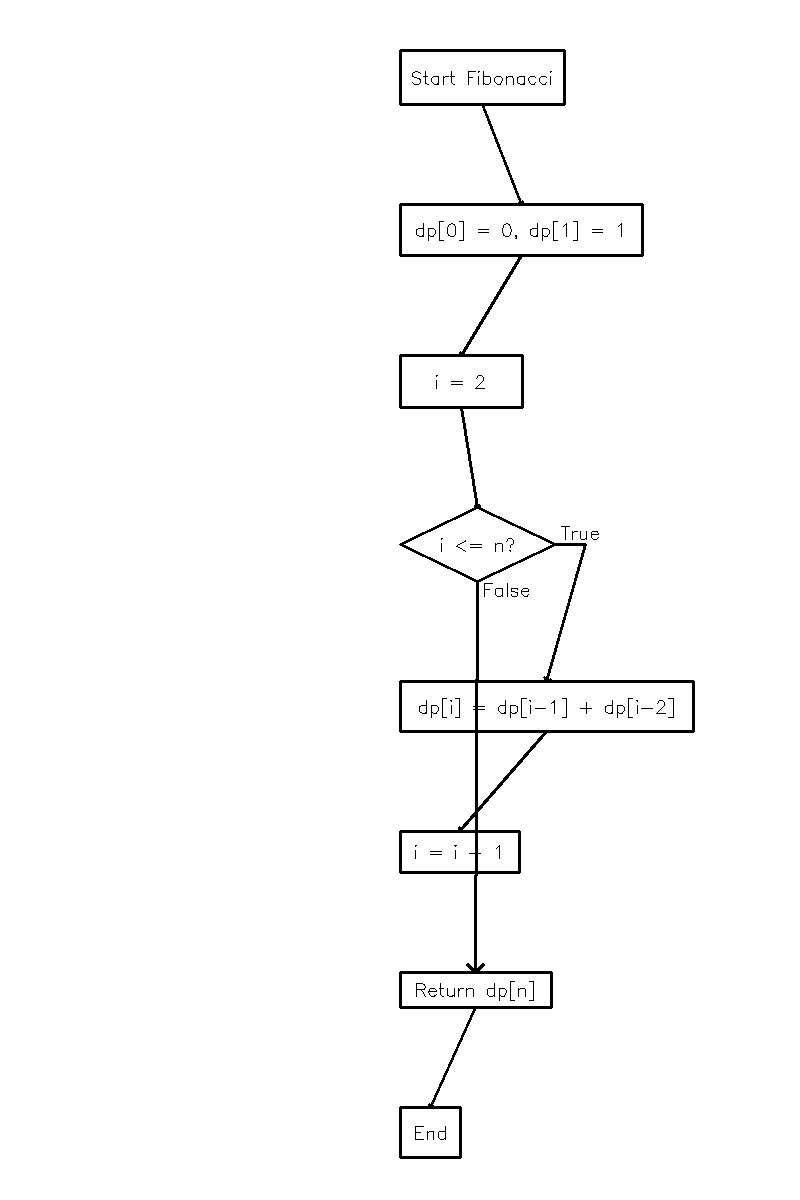 Start Fibonacci
dp[0] = 0, dp[1] = 1
i = 2
i <= n?
True
False
dp[i] = dp[i-1] + dp[i-2]
i = i + 1
Return dp[n]
End